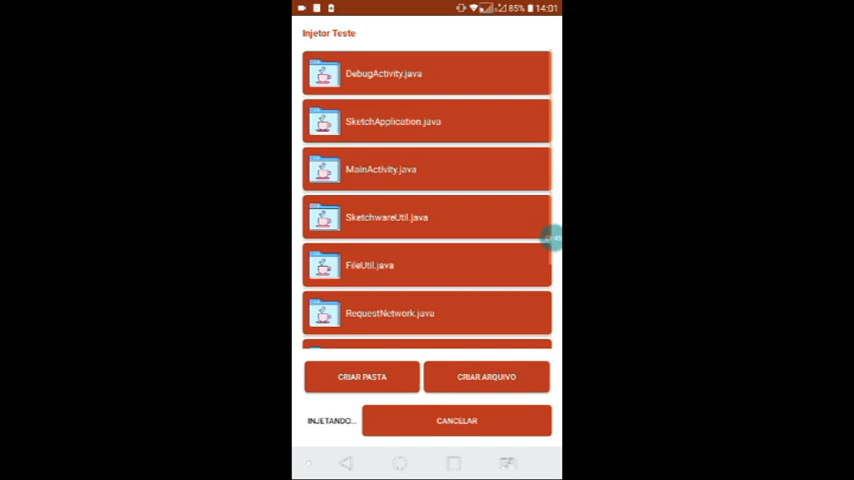 85% 14:01
Injetor Teste
DebugActivity.java
SketchApplication.java
MainActivity.java
SketchwareUtil.java
FileUtil.java
RequestNetwork.java
CRIAR PASTA
CRIAR ARQUIVO
INJETANDO...
CANCELAR